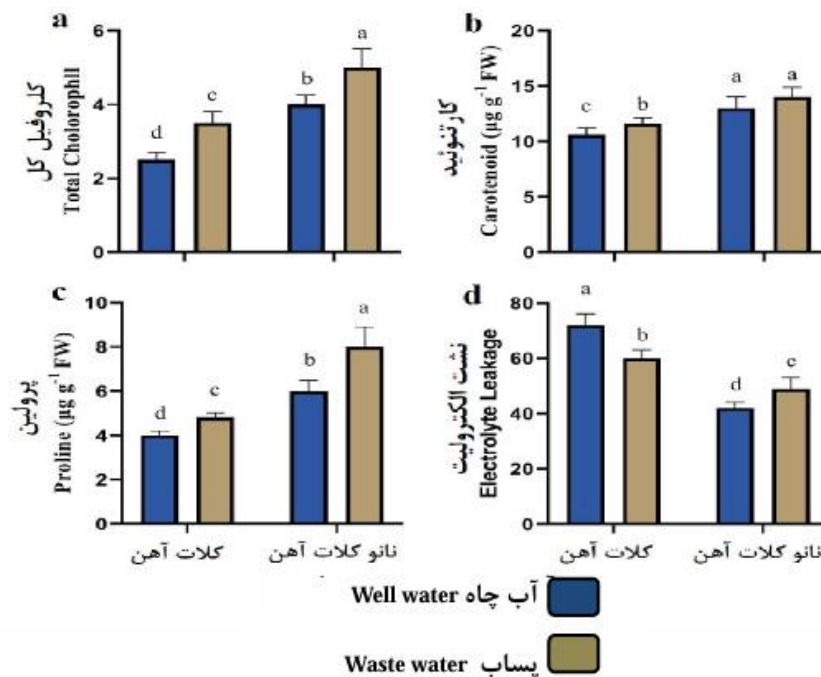 a
کلروفیل کل
Total Cholorophll
6
4
2
0
d
c
b
a
b
کارتنوئید
Carotenoid (µg g⁻¹ FW)
20
15
10
5
0
c
b
a
a
c
پرولین
Proline (µg g⁻¹ FW)
10
8
6
4
2
0
d
c
b
a
کلات آهن
نانو کلات آهن
d
نشت الکترولیت
Electrolyte Leakage
80
60
40
20
0
a
b
d
c
کلات آهن
نانو کلات آهن
Well water آب چاه
Waste water پساب